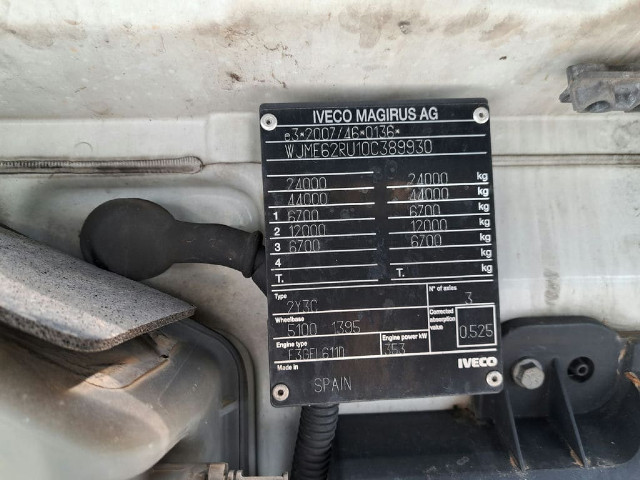 IVECO MAGIRUS AG
e3*2007/46*0136*
WJME62RU10C389930
24000 24000 kg
44000 44000 kg
1 6700 6700 kg
2 12000 12000 kg
3 6700 6700 kg
4 kg
T. T. kg
Type 2Y3C N° of axles 3
Wheelbase 5100 1395 Corrected absorption value 0.525
Engine type F3GFL611D Engine power kW 353
Made in SPAIN IVECO